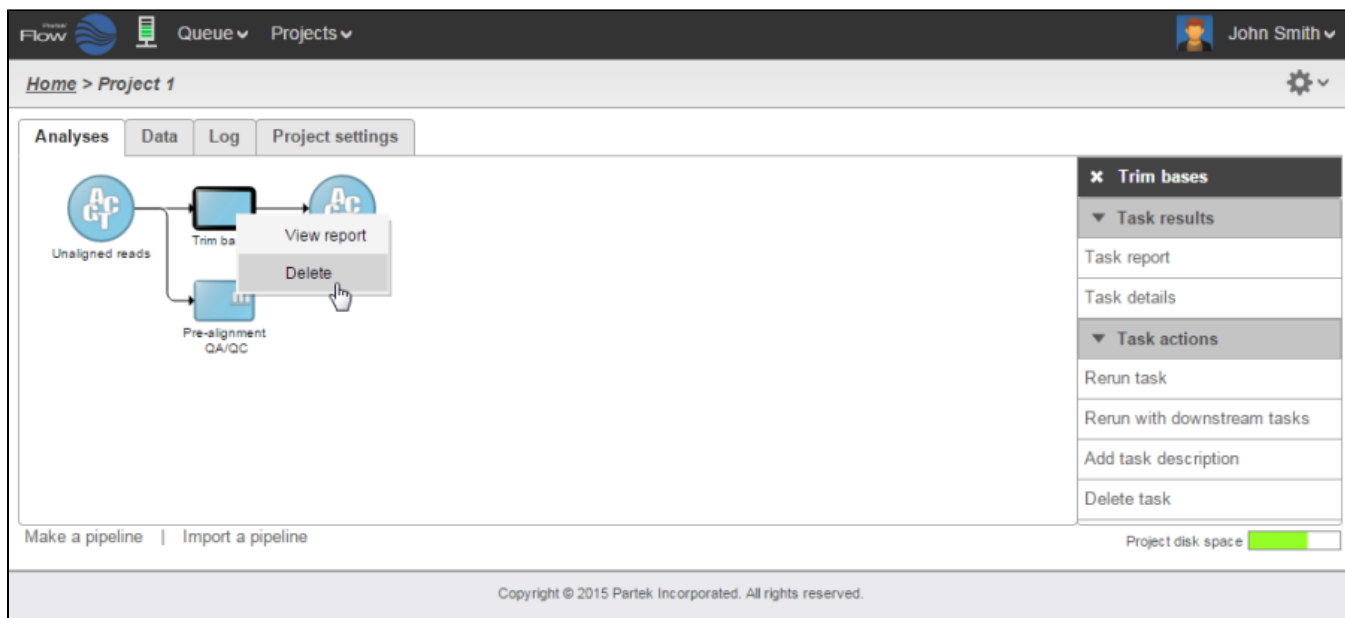 Partek
Flow
Queue
Projects
John Smith
Home > Project 1
Analyses
Data
Log
Project settings
Unaligned reads
Trim ba
View report
Delete
Pre-alignment
QA/QC
× Trim bases
Task results
Task report
Task details
Task actions
Rerun task
Rerun with downstream tasks
Add task description
Delete task
Make a pipeline | Import a pipeline
Project disk space
Copyright © 2015 Partek Incorporated. All rights reserved.